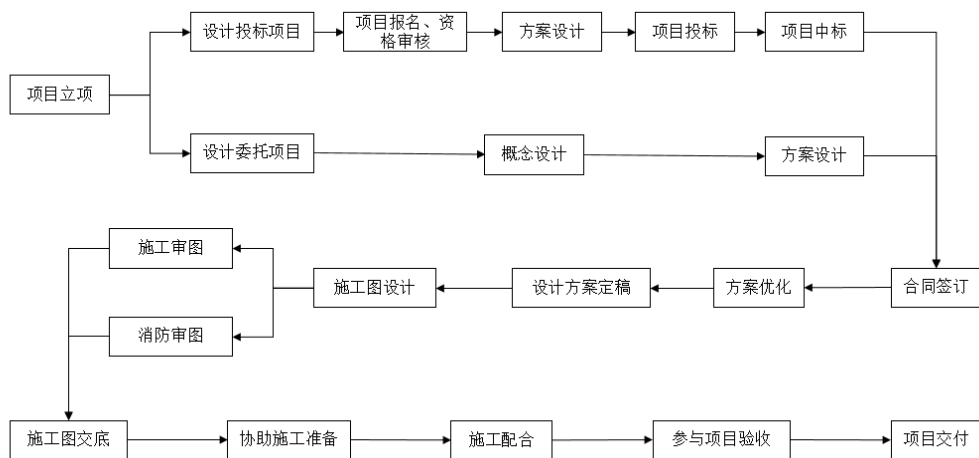 设计投标项目
项目报名、资
格审核
方案设计
项目投标
项目中标
项目立项
设计委托项目
概念设计
方案设计
施工审图
施工图设计
设计方案定稿
方案优化
合同签订
消防审图
施工图交底
协助施工准备
施工配合
参与项目验收
项目交付